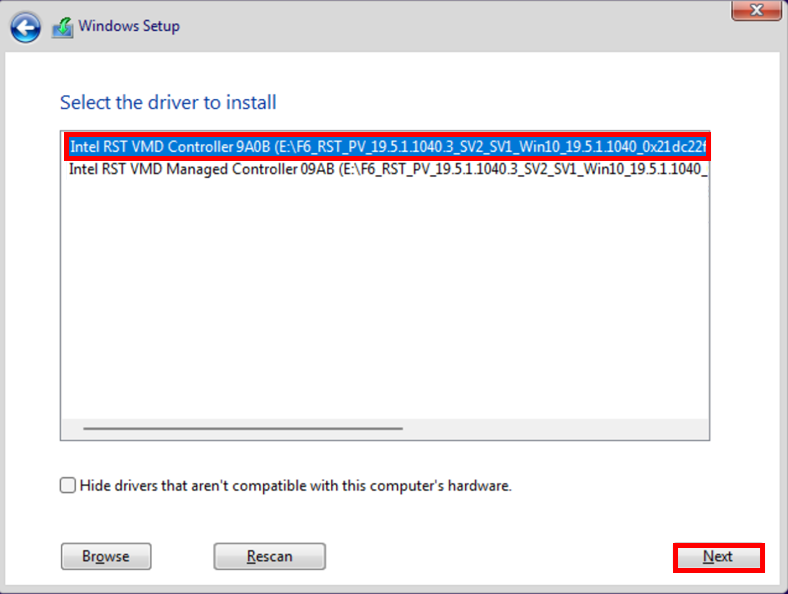 Windows Setup
Select the driver to install
Intel RST VMD Controller 9A0B (E:\F6_RST_PV_19.5.1.1040.3_SV2_SV1_Win10_19.5.1.1040_0x21dc22f
Intel RST VMD Managed Controller 09AB (E:\F6_RST_PV_19.5.1.1040.3_SV2_SV1_Win10_19.5.1.1040_
Hide drivers that aren't compatible with this computer's hardware.
Browse
Rescan
Next